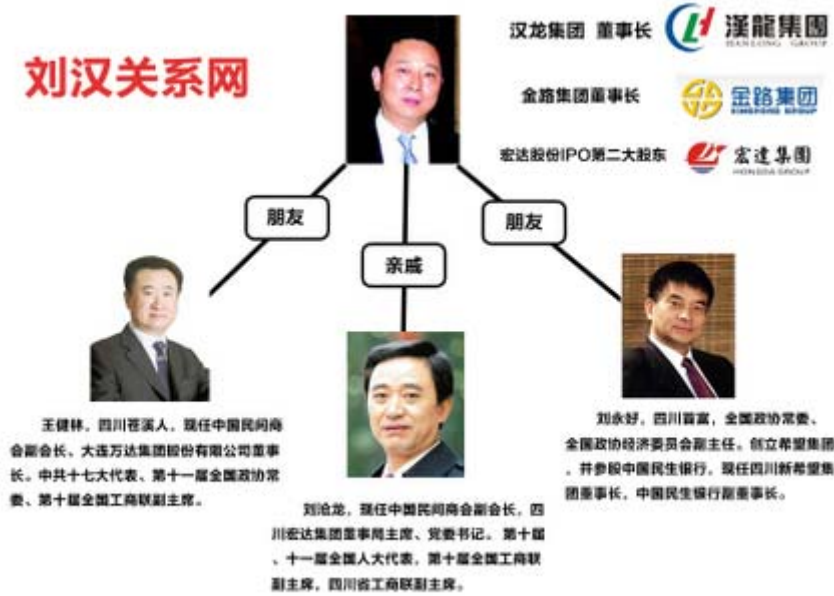 刘汉关系网
汉龙集团 董事长
漢龍集團
HANLONG GROUP
金路集团董事长
金路集团
KINGROAD GROUP
宏达股份IPO第二大股东
宏達集團
HONGDA GROUP
朋友
亲戚
朋友
王健林，四川苍溪人，现任中国民间商
会副会长、大连万达集团股份有限公司董事
长。中共十七大代表、第十一届全国政协常
委、第十届全国工商联副主席。
刘沧龙，现任中国民间商会副会长，四
川宏达集团董事局主席、党委书记。 第十届
、十一届全国人大代表，第十届全国工商联
副主席，四川省工商联副主席。
刘永好，四川首富，全国政协常委、
全国政协经济委员会副主任，创立希望集团
，并参股中国民生银行，现任四川新希望集
团董事长，中国民生银行副董事长。